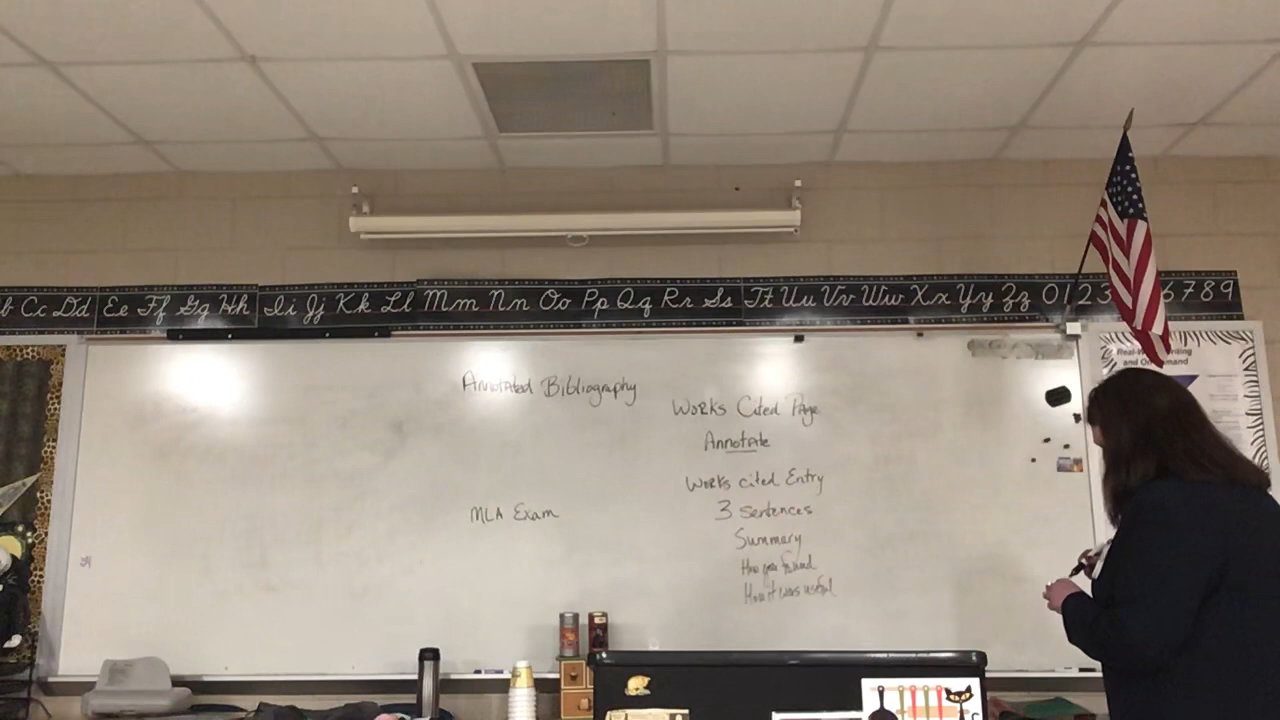 b Cc Dd Ee Ff Gg Hh Ii Jj Kk Ll Mm Nn Oo Pp Qq Rr Ss Tt Uu Vv Ww Xx Yy Zz 0 1 2 3 6 7 8 9
and On
Annotated Bibliography
Works Cited Page
Annotate
Works cited Entry
MLA Exam
3 sentences
Summary
How you found
How it was useful